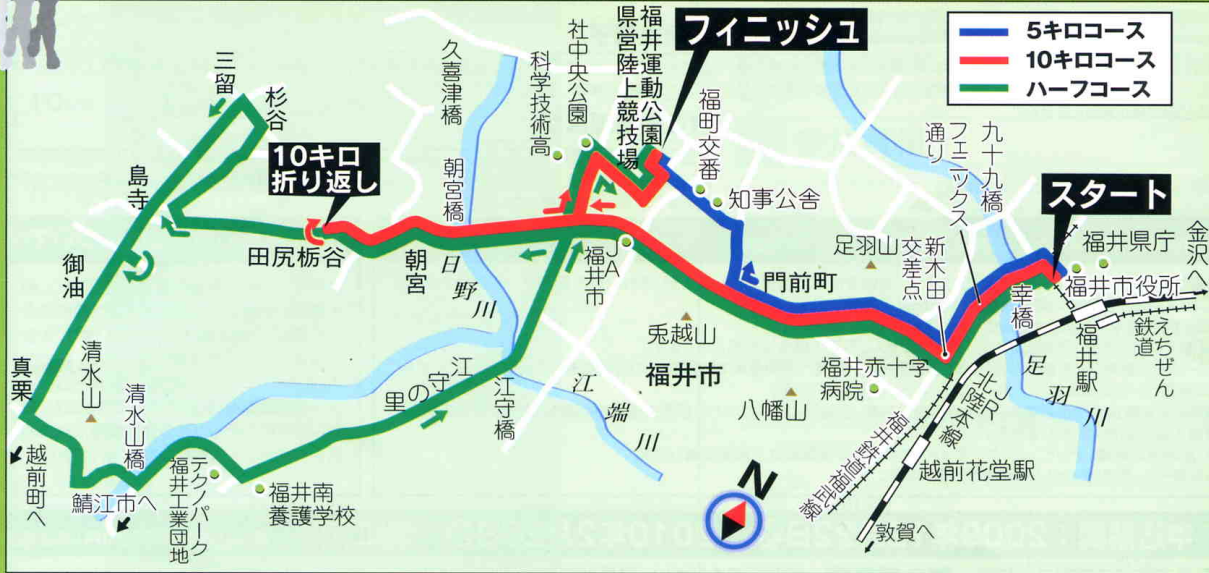 5キロコース
10キロコース
ハーフコース
フィニッシュ
スタート
10キロ
折り返し
三留
杉谷
島寺
御油
真栗
清水山
清水山橋
越前町へ
鯖江市へ
テクノパーク
福井工業団地
福井南
養護学校
田尻栃谷
朝宮
久喜津橋
朝宮橋
日野川
科学技術高
社中央公園
福井運動公園
県営陸上競技場
福町交番
知事公舎
JA
福井市
江守の里
江守橋
江端川
兎越山
福井市
八幡山
門前町
足羽山
新木田
交差点
福井赤十字
病院
フェニックス
通り
九十九橋
幸橋
福井県庁
福井市役所
金沢へ
えちぜん
鉄道
福井駅
足羽川
JR
北陸本線
越前花堂駅
福井鉄道福武線
敦賀へ
N